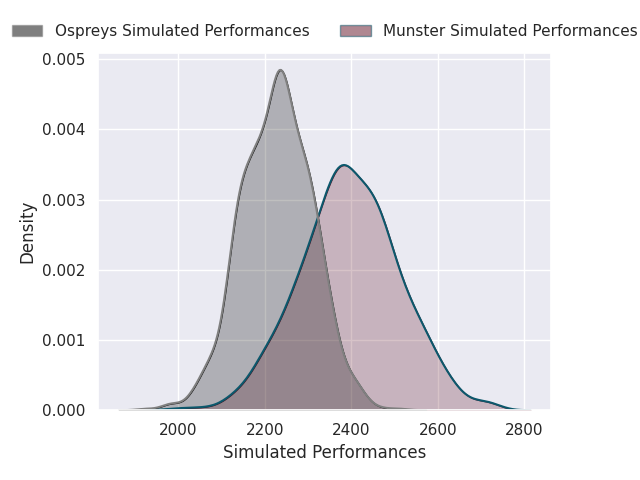 Ospreys Simulated Performances Munster Simulated Performances
0.005
0.004
0.003
0.002
0.001
0.000
Density
2000 2200 2400 2600 2800
Simulated Performances